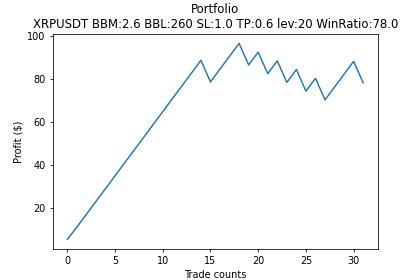 Portfolio
XRPUSDT BBM:2.6 BBL:260 SL:1.0 TP:0.6 lev:20 WinRatio:78.0
100
80
60
40
20
Profit ($)
0 5 10 15 20 25 30
Trade counts